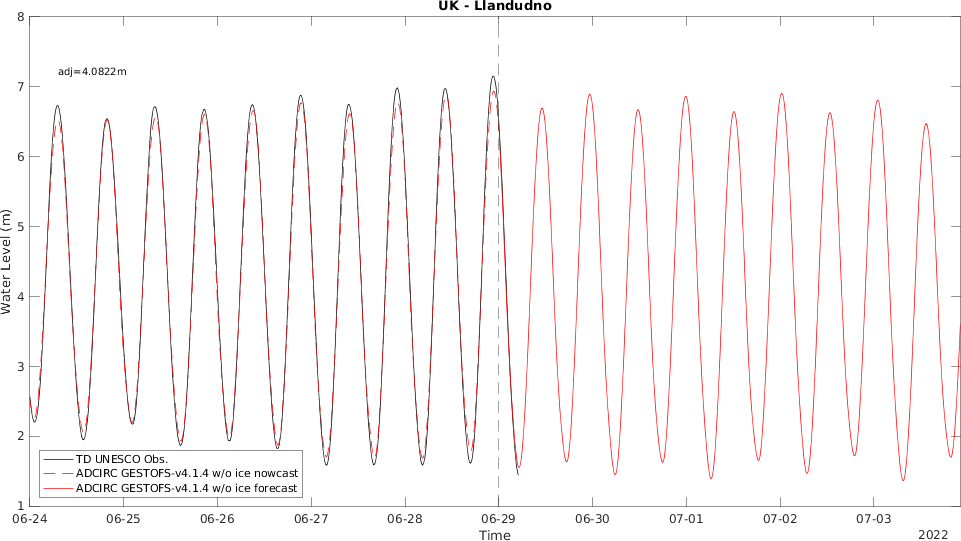 UK - Llandudno
8
adj=4.0822m
7
6
5
4
3
2
1
Water Level (m)
TD UNESCO Obs.
ADCIRC GESTOFS-v4.1.4 w/o ice nowcast
ADCIRC GESTOFS-v4.1.4 w/o ice forecast
06-24 06-25 06-26 06-27 06-28 06-29 06-30 07-01 07-02 07-03
Time
2022